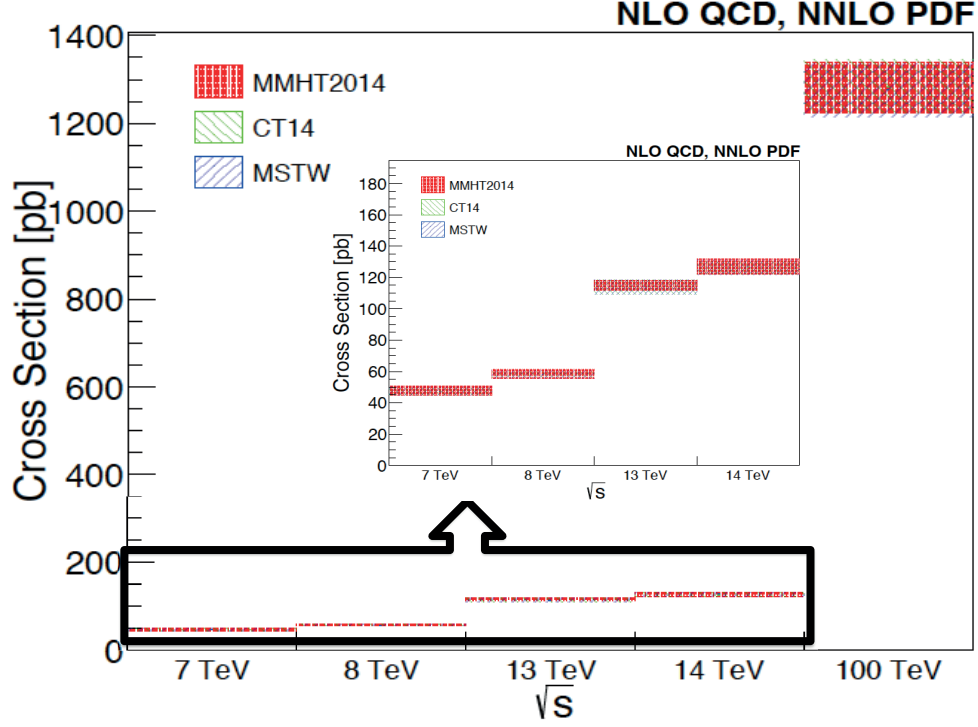 NLO QCD, NNLO PDF
1400
1200
1000
800
600
400
200
0
Cross Section [pb]
MMHT2014
CT14
MSTW
NLO QCD, NNLO PDF
180
160
140
120
100
80
60
40
20
0
Cross Section [pb]
MMHT2014
CT14
MSTW
7 TeV 8 TeV 13 TeV 14 TeV
√s
7 TeV 8 TeV 13 TeV 14 TeV 100 TeV
√s